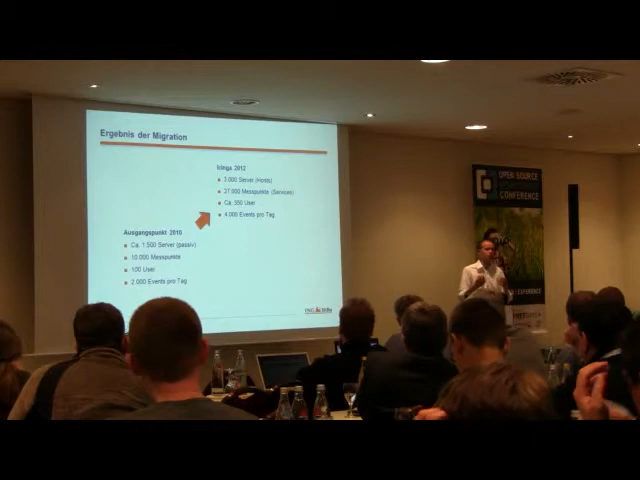 Ergebnis der Migration
Icinga 2012
3.000 Server (Hosts)
27.000 Messpunkte (Services)
Ca. 350 User
4.000 Events pro Tag
Ausgangspunkt 2010
Ca. 1.500 Server (passiv)
10.000 Messpunkte
100 User
2.000 Events pro Tag
ING DiBa
OPEN SOURCE
CONFERENCE